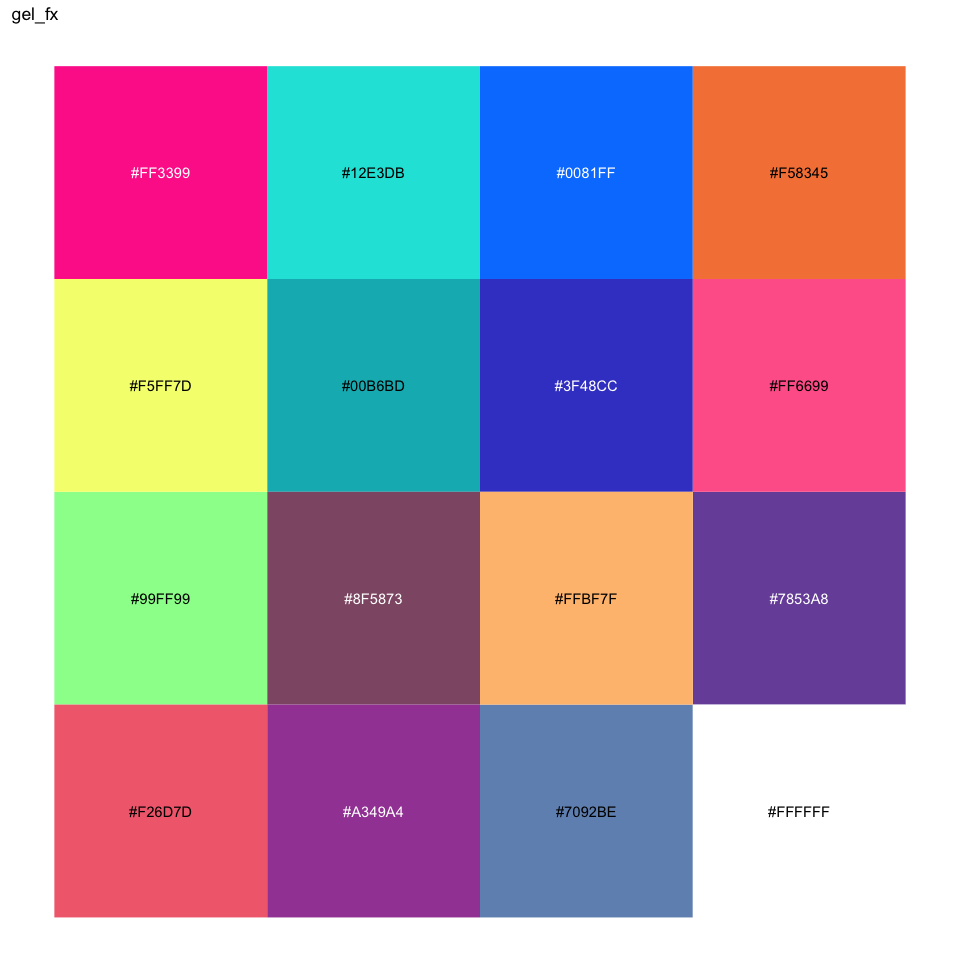 gel_fx
#FF3399 #12E3DB #0081FF #F58345
#F5FF7D #00B6BD #3F48CC #FF6699
#99FF99 #8F5873 #FFBF7F #7853A8
#F26D7D #A349A4 #7092BE #FFFFFF